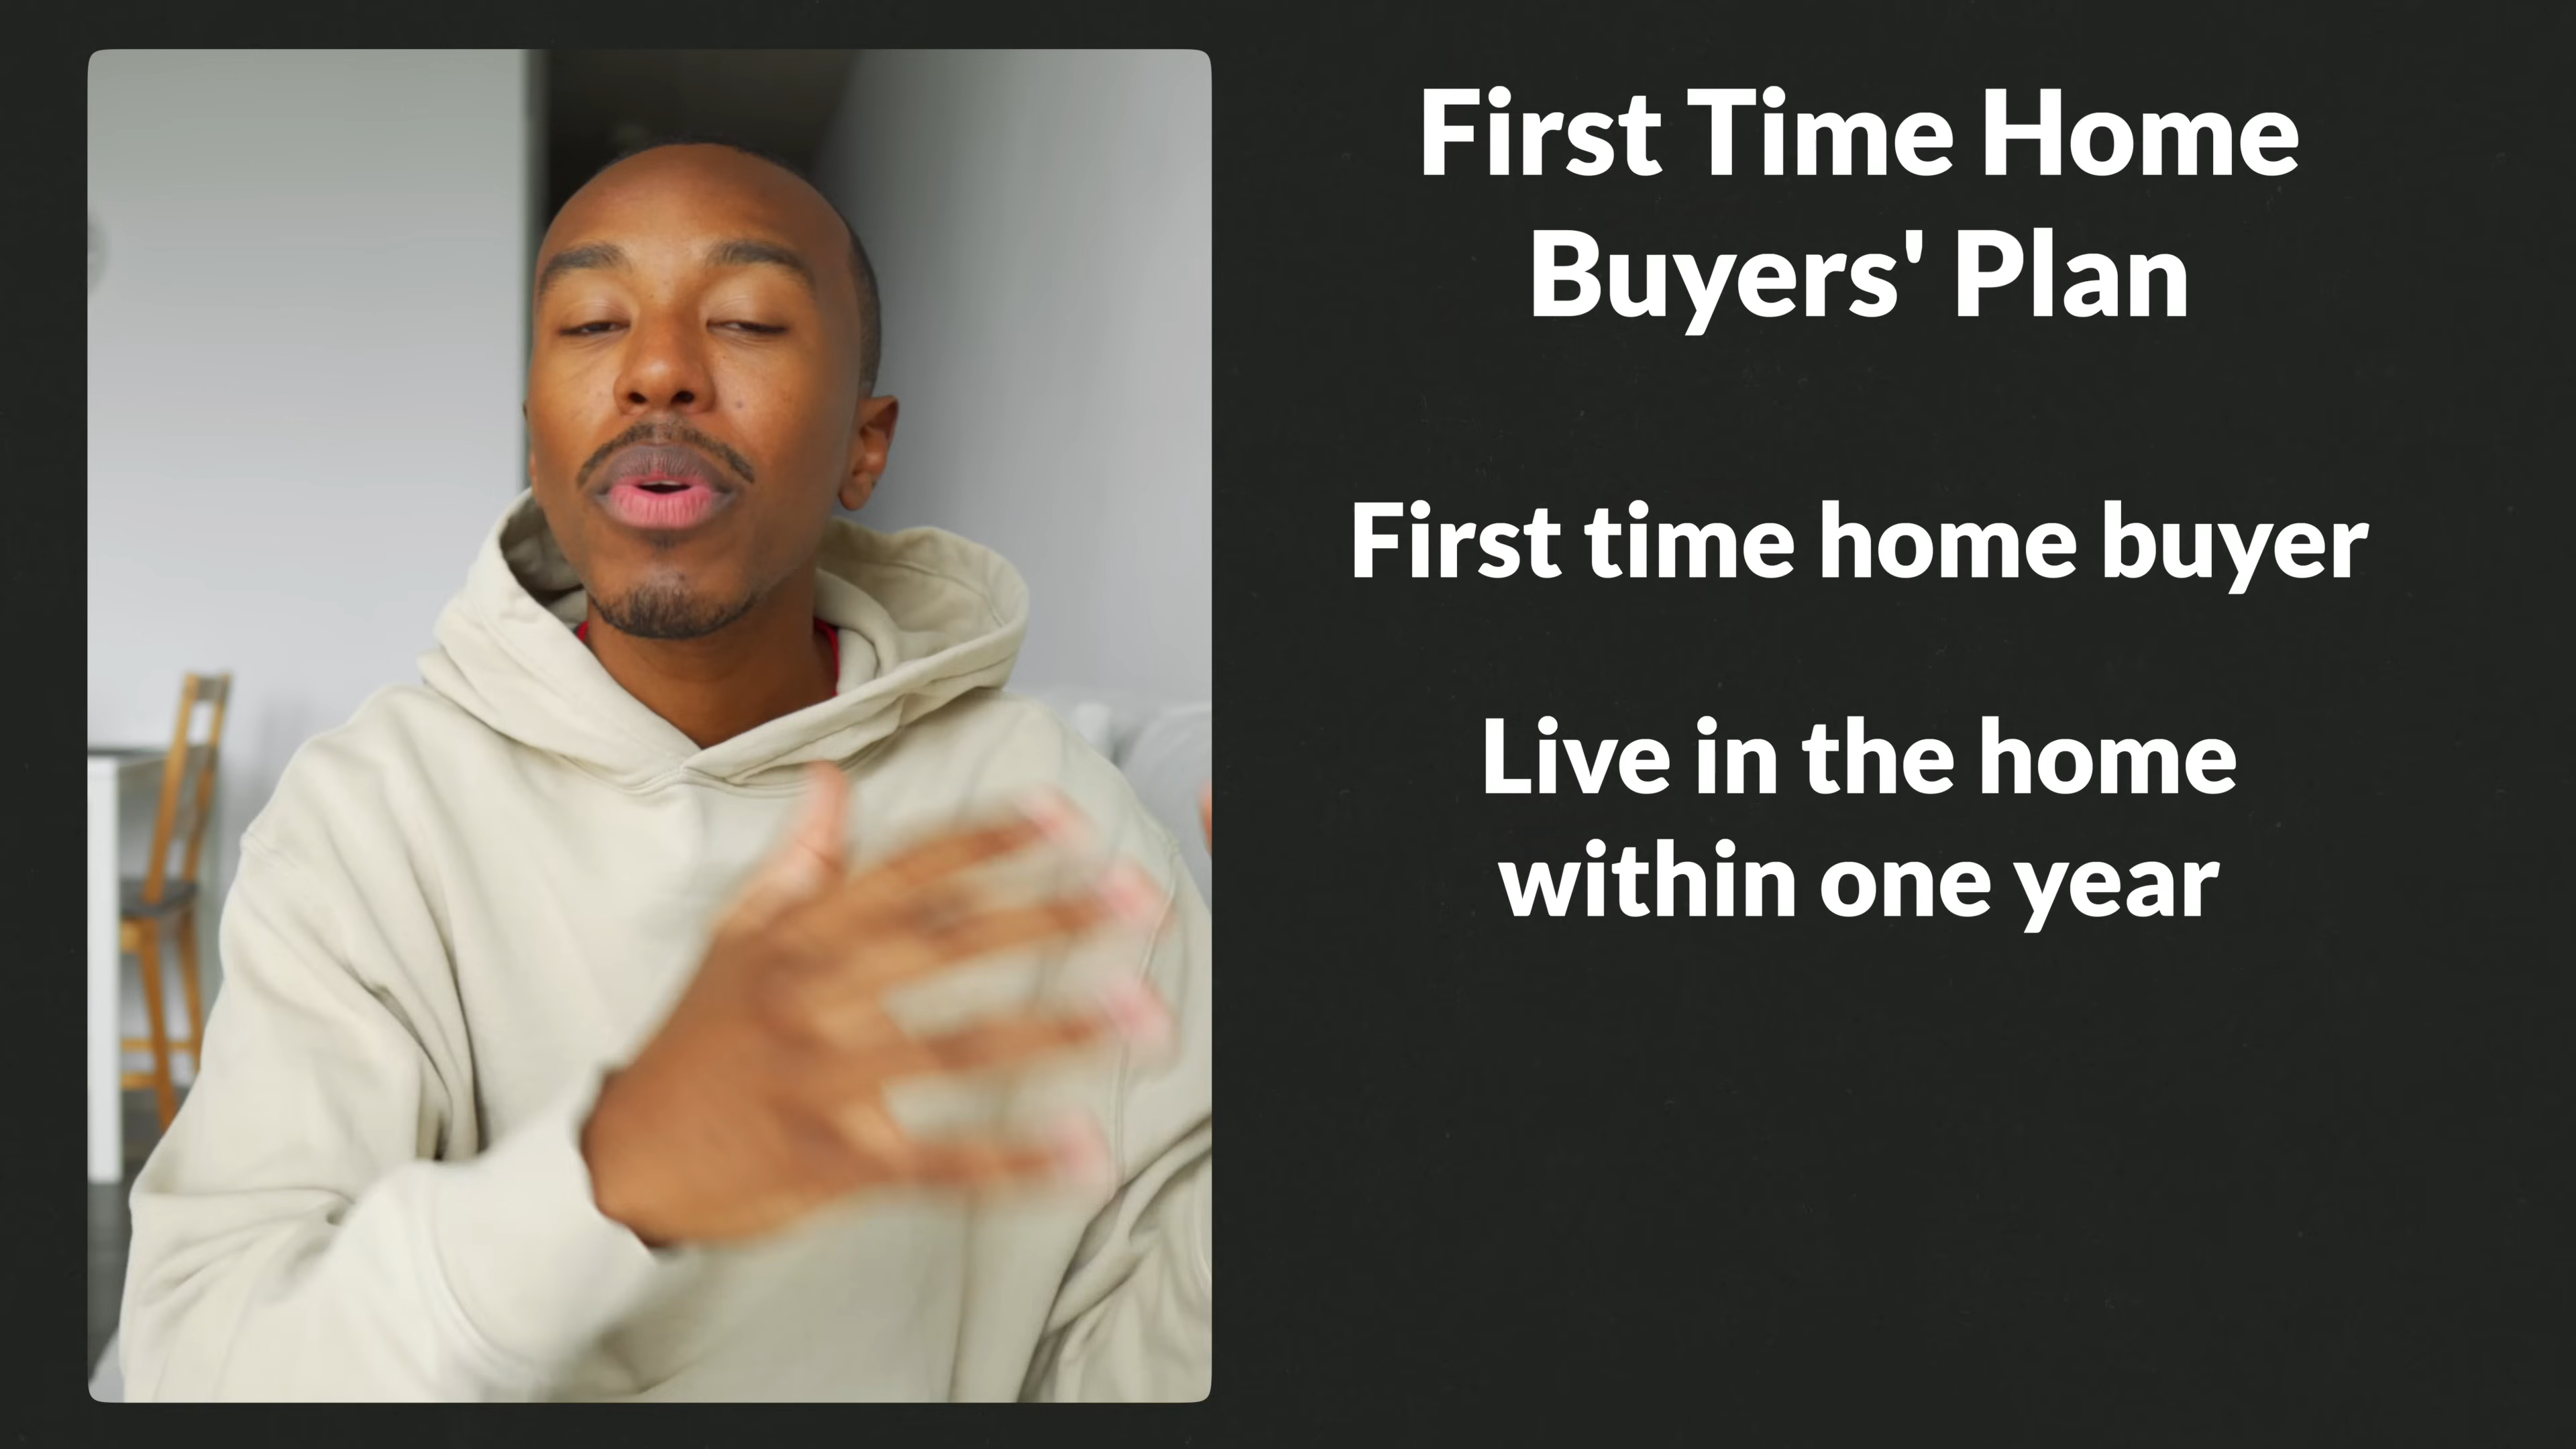 First Time Home
Buyers' Plan
First time home buyer
Live in the home
within one year